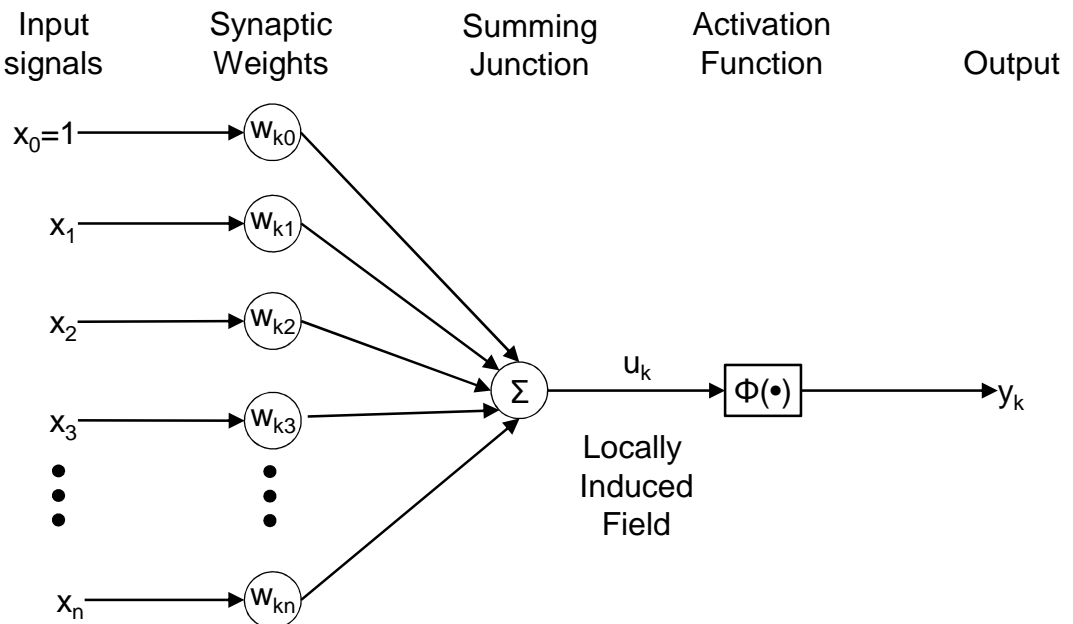 Input
signals
Synaptic
Weights
Summing
Junction
Activation
Function
Output
x₀=1
wₖ₀
x₁
wₖ₁
x₂
wₖ₂
x₃
wₖ₃
xₙ
wₖₙ
Σ
uₖ
Locally
Induced
Field
Φ(•)
yₖ